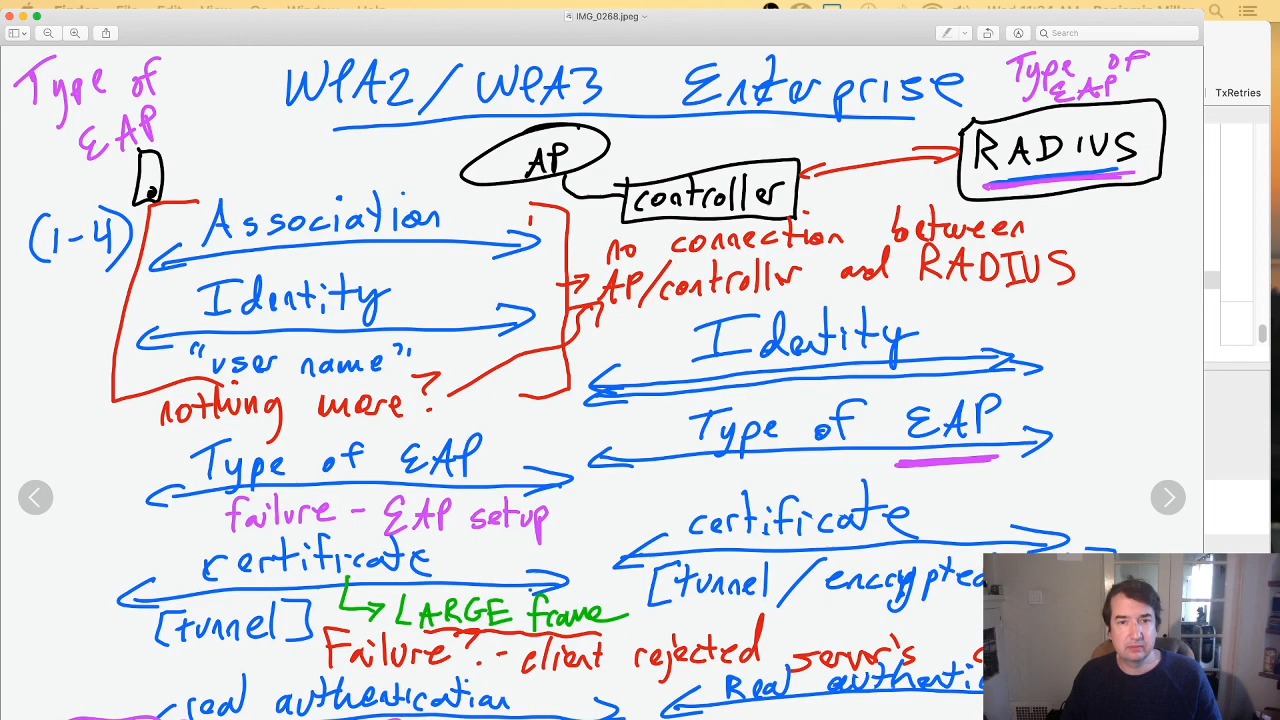 IMG_0268.jpeg
Search
TxRetries
Type of
EAP
WPA2/WPA3 Enterprise
Type of
EAP
AP
controller
RADIUS
(1-4)
Association
no connection between
AP/controller and RADIUS
Identity
"user name"
nothing more?
Identity
Type of EAP
Type of EAP
failure - EAP setup
certificate
certificate
[tunnel]
[tunnel/encrypted
LARGE frame
Failure? - client rejected server's
real authentication
Real